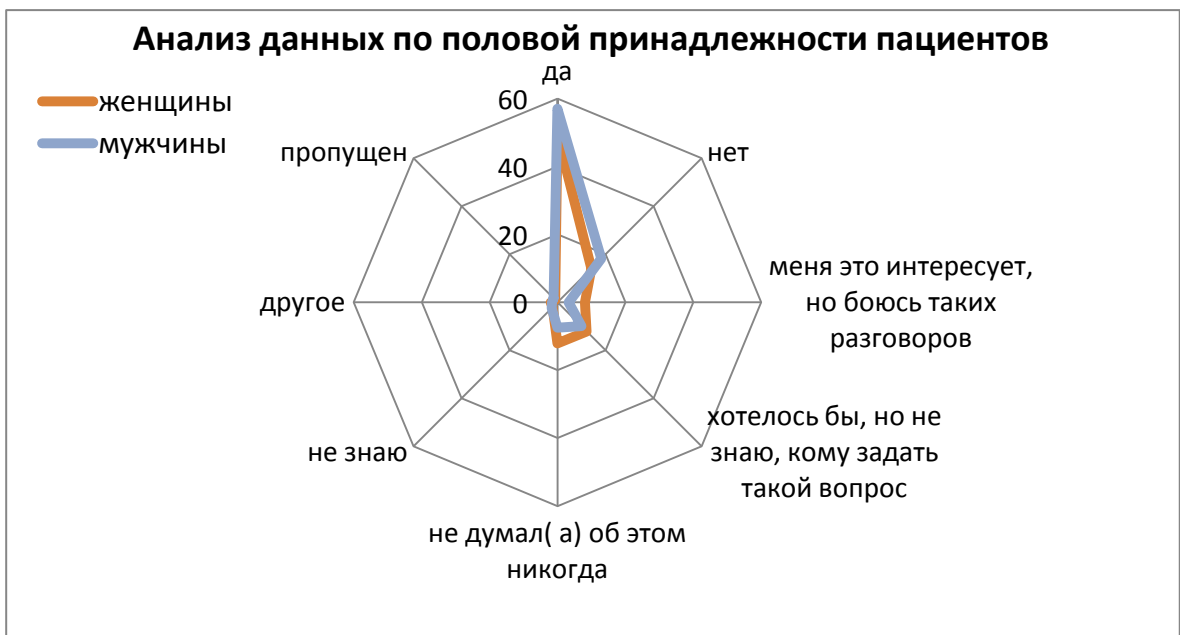 Анализ данных по половой принадлежности пациентов
да
женщины
мужчины
60
40
20
0
пропущен
нет
меня это интересует,
но боюсь таких
разговоров
другое
хотелось бы, но не
знаю, кому задать
такой вопрос
не знаю
не думал( а) об этом
никогда